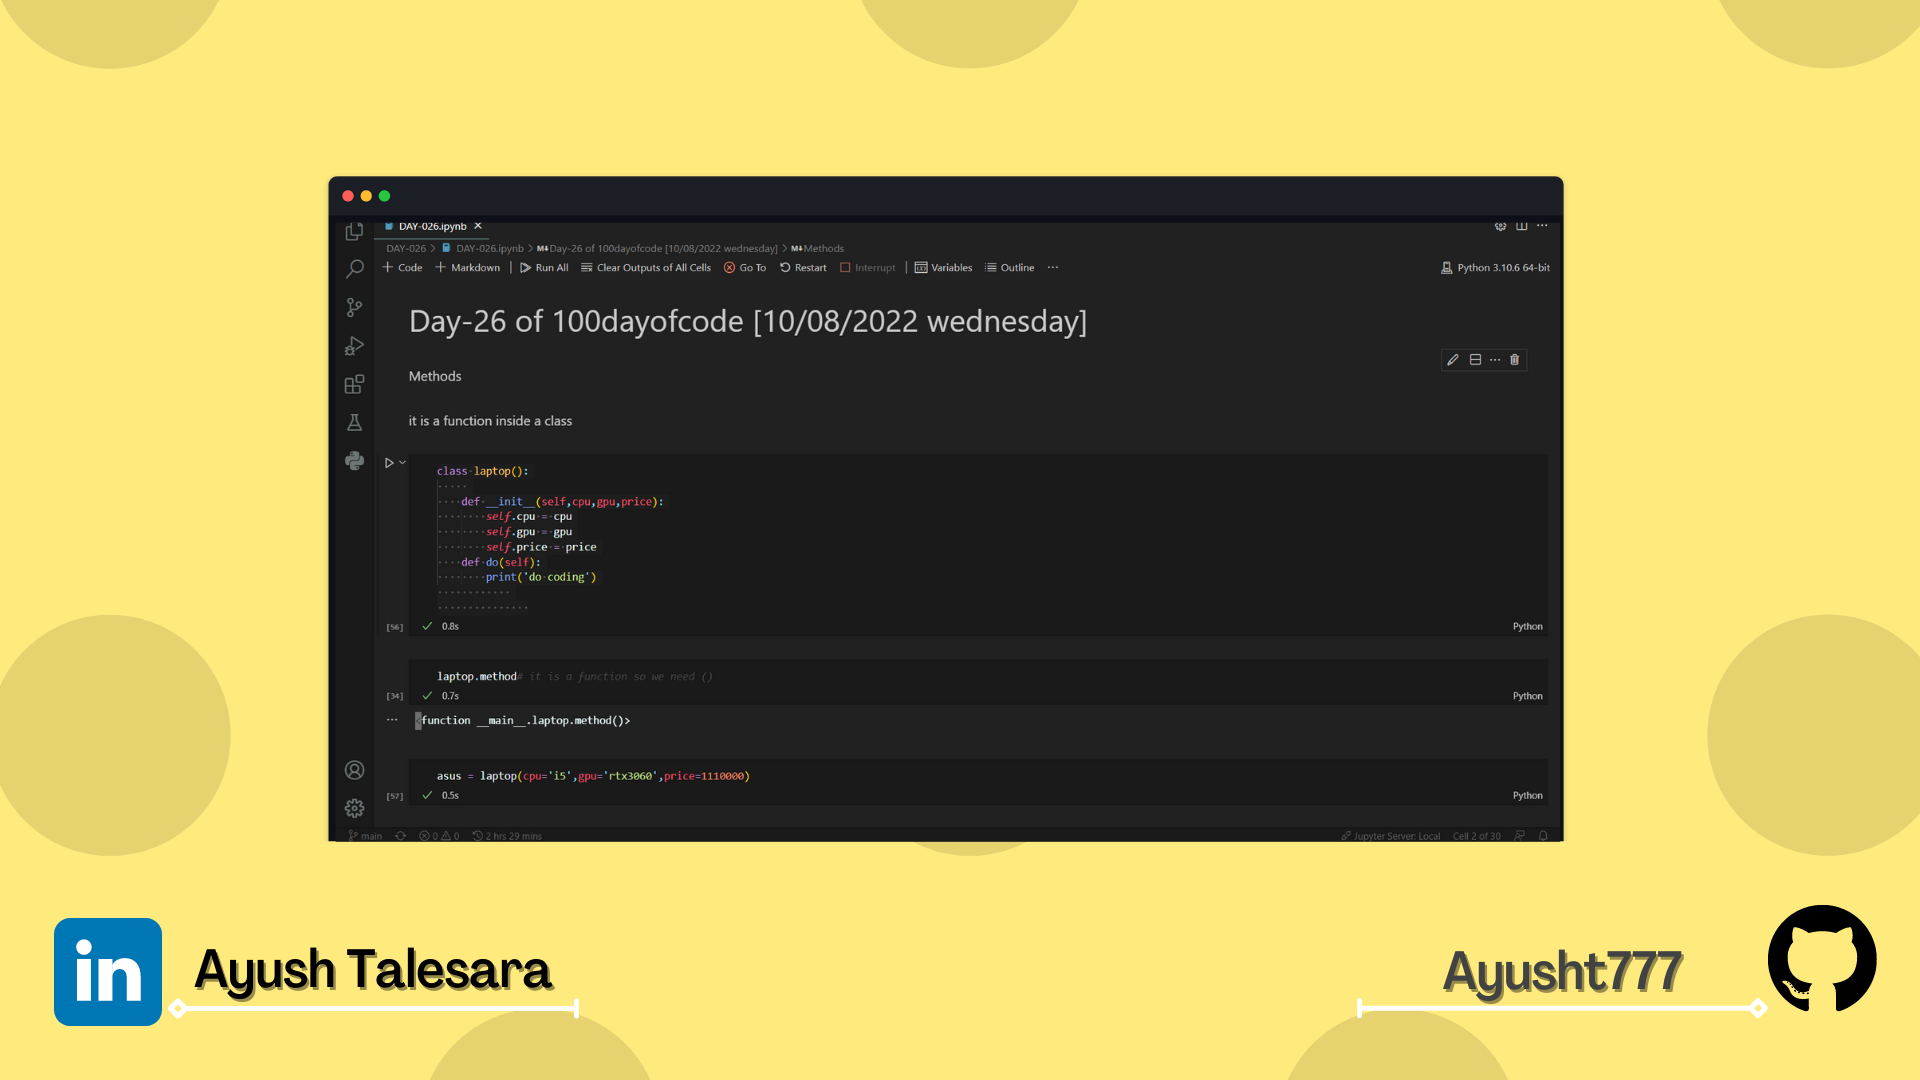 DAY-026.ipynb
DAY-026 > DAY-026.ipynb > M↓Day-26 of 100dayofcode [10/08/2022 wednesday] > M↓Methods
+ Code + Markdown | Run All Clear Outputs of All Cells Go To Restart Interrupt | Variables Outline ... Python 3.10.6 64-bit
Day-26 of 100dayofcode [10/08/2022 wednesday]
Methods
it is a function inside a class
class laptop():
def __init__(self,cpu,gpu,price):
self.cpu = cpu
self.gpu = gpu
self.price = price
def do(self):
print('do coding')
[56] 0.8s Python
laptop.method# it is a function so we need ()
[34] 0.7s Python
... <function __main__.laptop.method()>
asus = laptop(cpu='i5',gpu='rtx3060',price=1110000)
[57] 0.5s Python
main 0 0 2 hrs 29 mins Jupyter Server: Local Cell 2 of 30
in Ayush Talesara
Ayusht777